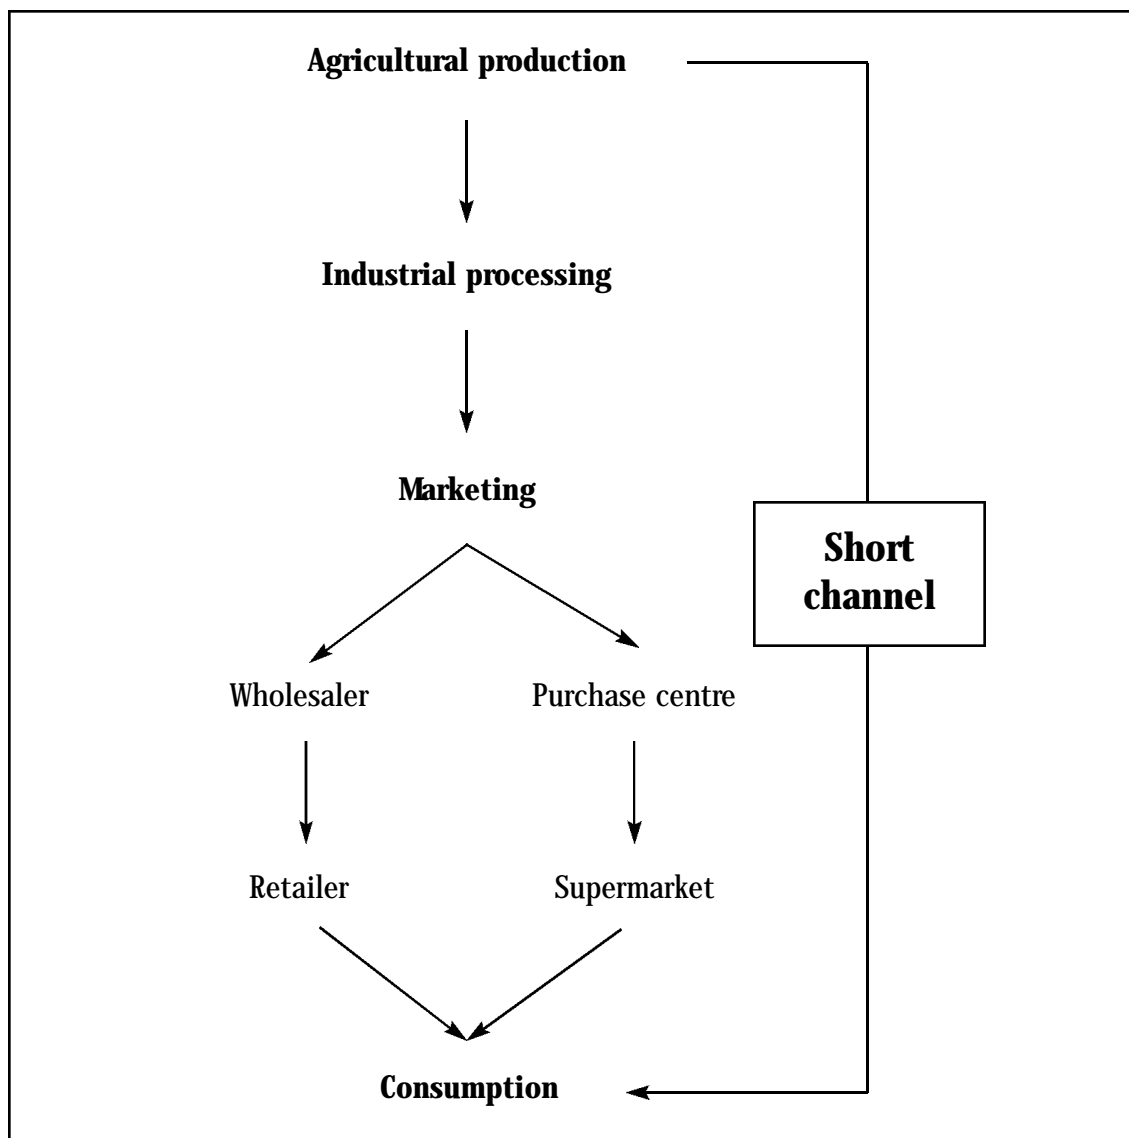 Agricultural production
Industrial processing
Marketing
Short
channel
Wholesaler
Purchase centre
Retailer
Supermarket
Consumption